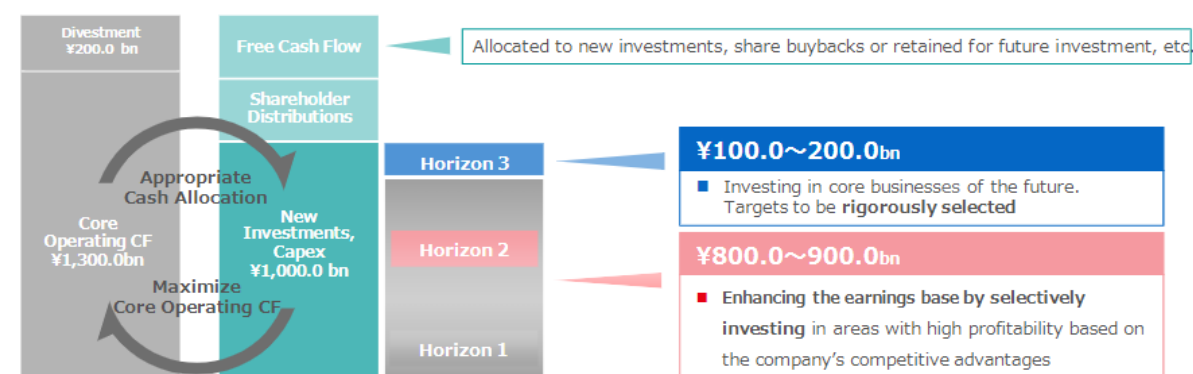 Divestment
¥200.0 bn
Free Cash Flow
Allocated to new investments, share buybacks or retained for future investment, etc.
Shareholder
Distributions
Appropriate
Cash Allocation
Core
Operating CF
¥1,300.0bn
New
Investments,
Capex
¥1,000.0 bn
Maximize
Core Operating CF
Horizon 3
Horizon 2
Horizon 1
¥100.0～200.0bn
■ Investing in core businesses of the future.
Targets to be rigorously selected
¥800.0～900.0bn
■ Enhancing the earnings base by selectively
investing in areas with high profitability based on
the company’s competitive advantages